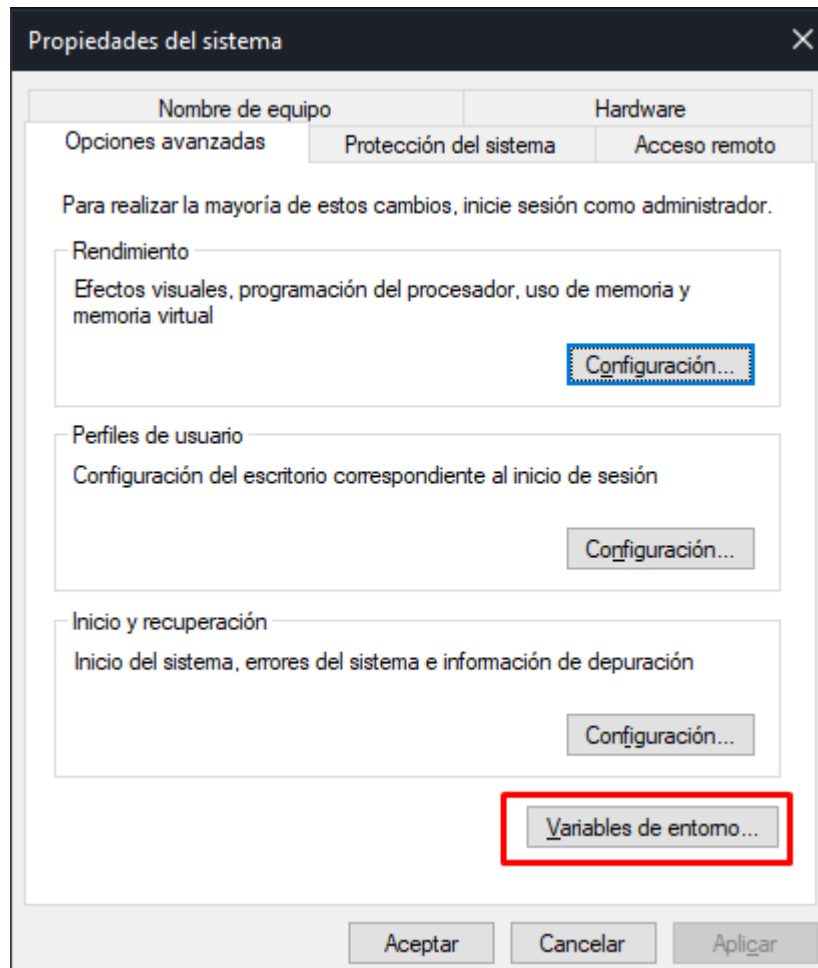 Propiedades del sistema
Nombre de equipo
Hardware
Opciones avanzadas
Protección del sistema
Acceso remoto
Para realizar la mayoría de estos cambios, inicie sesión como administrador.
Rendimiento
Efectos visuales, programación del procesador, uso de memoria y
memoria virtual
Configuración...
Perfiles de usuario
Configuración del escritorio correspondiente al inicio de sesión
Configuración...
Inicio y recuperación
Inicio del sistema, errores del sistema e información de depuración
Configuración...
Variables de entorno...
Aceptar
Cancelar
Aplicar